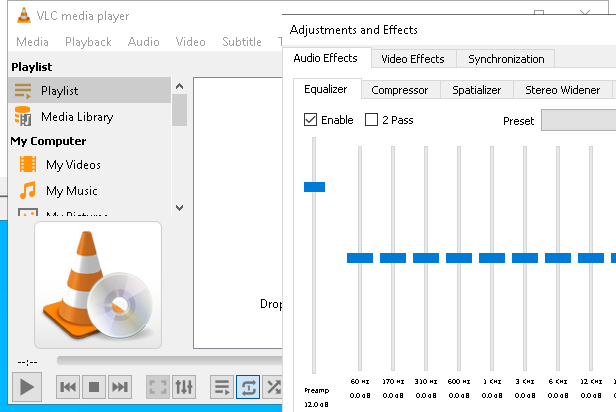 VLC media player
Media Playback Audio Video Subtitle
Playlist
Playlist
Media Library
My Computer
My Videos
My Music
My Pictures
Drop
--:--
Adjustments and Effects
Audio Effects Video Effects Synchronization
Equalizer Compressor Spatializer Stereo Widener
Enable 2 Pass Preset
60 Hz 170 Hz 310 Hz 600 Hz 1 KHz 3 KHz 6 KHz 12 KHz
Preamp 0.0 dB 0.0 dB 0.0 dB 0.0 dB 0.0 dB 0.0 dB 0.0 dB 0.0 dB
12.0 dB